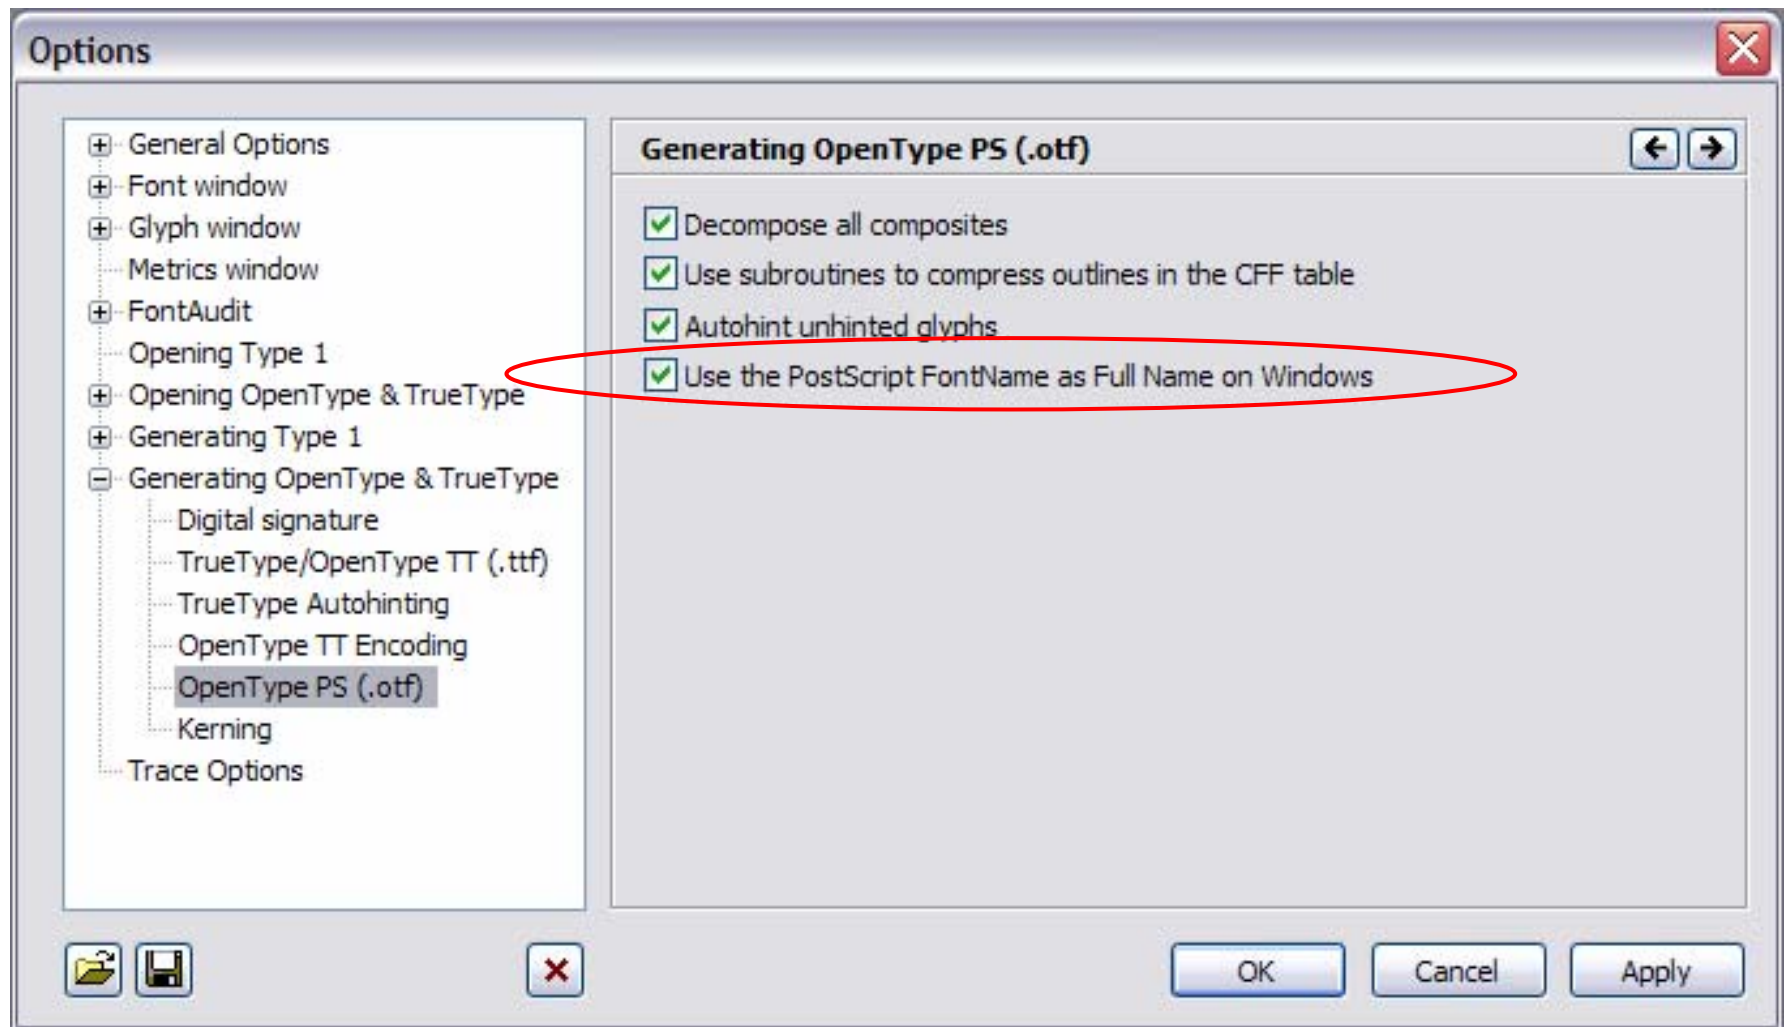 Options
General Options
Font window
Glyph window
Metrics window
FontAudit
Opening Type 1
Opening OpenType & TrueType
Generating Type 1
Generating OpenType & TrueType
Digital signature
TrueType/OpenType TT (.ttf)
TrueType Autohinting
OpenType TT Encoding
OpenType PS (.otf)
Kerning
Trace Options
Generating OpenType PS (.otf)
Decompose all composites
Use subroutines to compress outlines in the CFF table
Autohint unhinted glyphs
Use the PostScript FontName as Full Name on Windows
OK
Cancel
Apply